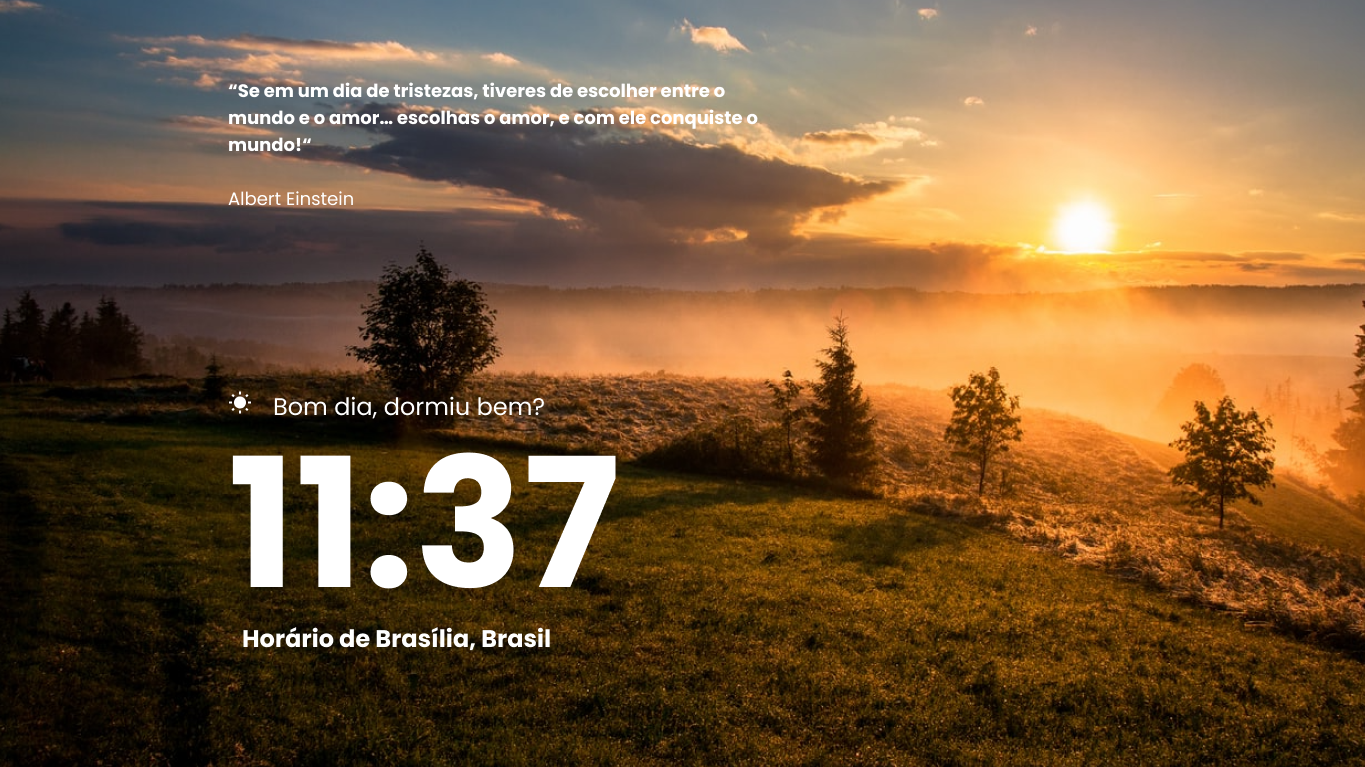 “Se em um dia de tristezas, tiveres de escolher entre o
mundo e o amor... escolhas o amor, e com ele conquiste o
mundo!“
Albert Einstein
Bom dia, dormiu bem?
11:37
Horário de Brasília, Brasil